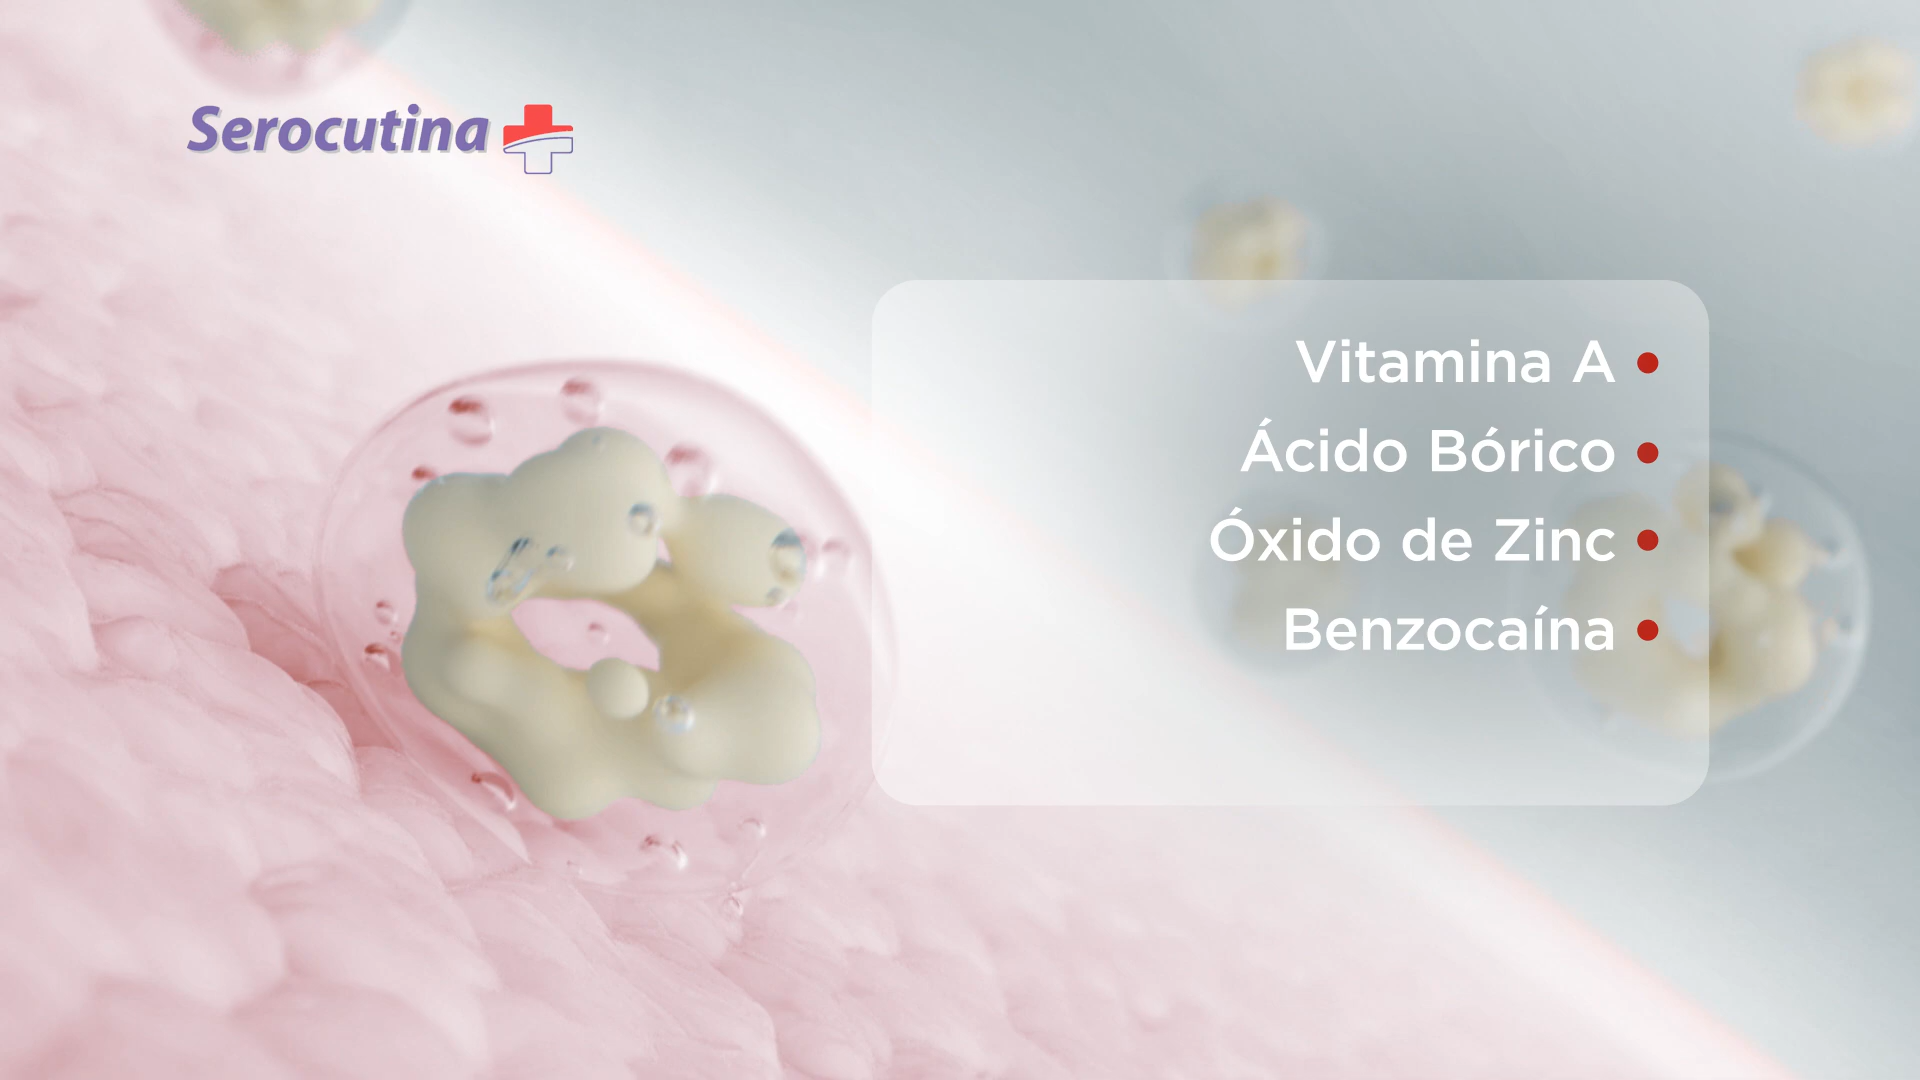 Serocutina
Vitamina A •
Ácido Bórico •
Óxido de Zinc •
Benzocaína •